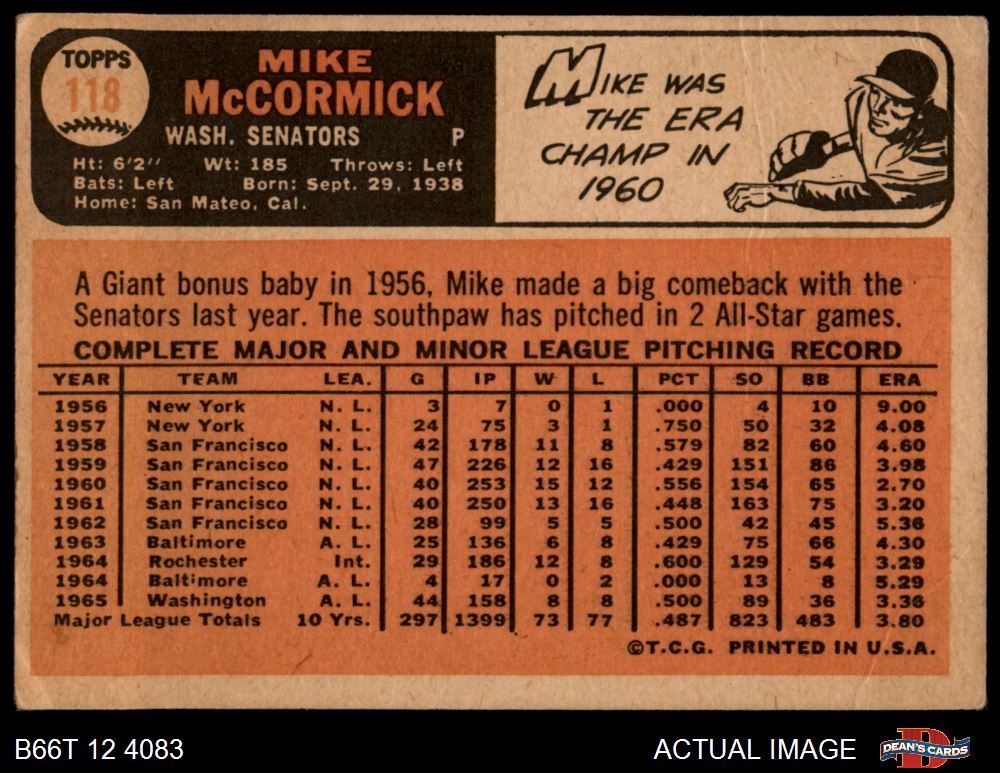 TOPPS
118
MIKE
McCORMICK
WASH. SENATORS P
Ht: 6'2" Wt: 185 Throws: Left
Bats: Left Born: Sept. 29, 1938
Home: San Mateo, Cal.
MIKE WAS
THE ERA
CHAMP IN
1960
A Giant bonus baby in 1956, Mike made a big comeback with the
Senators last year. The southpaw has pitched in 2 All-Star games.
COMPLETE MAJOR AND MINOR LEAGUE PITCHING RECORD
YEAR TEAM LEA. G IP W L PCT SO BB ERA
1956 New York N. L. 3 7 0 1 .000 4 10 9.00
1957 New York N. L. 24 75 3 1 .750 50 32 4.08
1958 San Francisco N. L. 42 178 11 8 .579 82 60 4.60
1959 San Francisco N. L. 47 226 12 16 .429 151 86 3.98
1960 San Francisco N. L. 40 253 15 12 .556 154 65 2.70
1961 San Francisco N. L. 40 250 13 16 .448 163 75 3.20
1962 San Francisco N. L. 28 99 5 5 .500 42 45 5.36
1963 Baltimore A. L. 25 136 6 8 .429 75 66 4.30
1964 Rochester Int. 29 186 12 8 .600 129 54 3.29
1964 Baltimore A. L. 4 17 0 2 .000 13 8 5.29
1965 Washington A. L. 44 158 8 8 .500 89 36 3.36
Major League Totals 10 Yrs. 297 1399 73 77 .487 823 483 3.80
©T.C.G. PRINTED IN U.S.A.
B66T 12 4083
ACTUAL IMAGE
DEAN'S CARDS